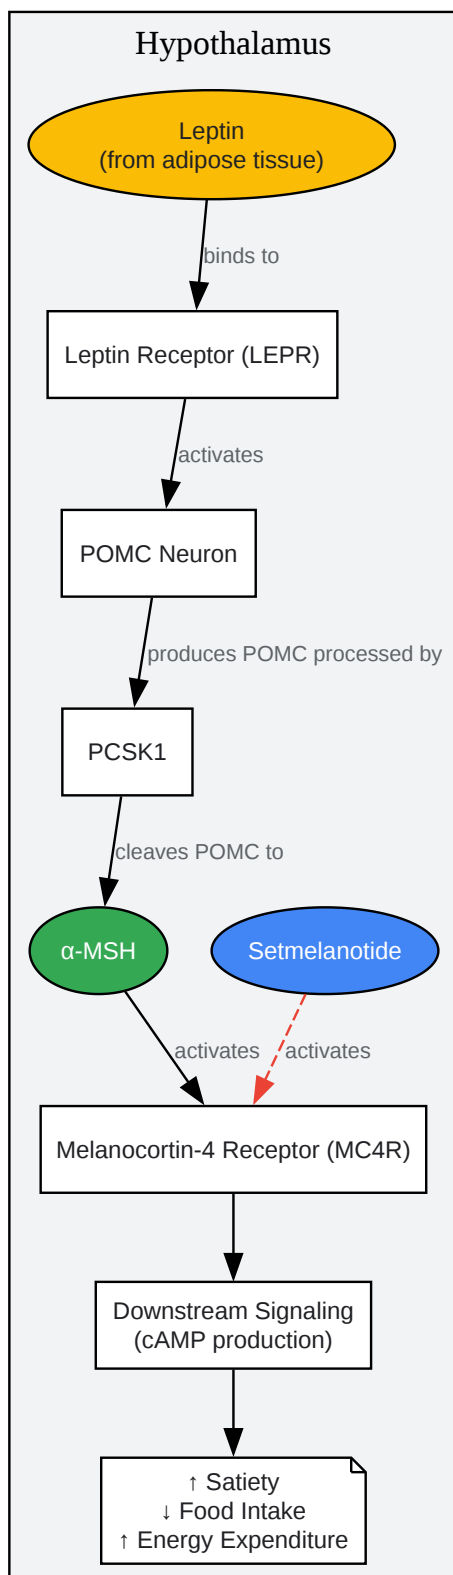 Hypothalamus
Leptin
(from adipose tissue)
binds to
Leptin Receptor (LEPR)
activates
POMC Neuron
produces POMC processed by
PCSK1
cleaves POMC to
α-MSH
Setmelanotide
activates
activates
Melanocortin-4 Receptor (MC4R)
Downstream Signaling
(cAMP production)
↑ Satiety
↓ Food Intake
↑ Energy Expenditure